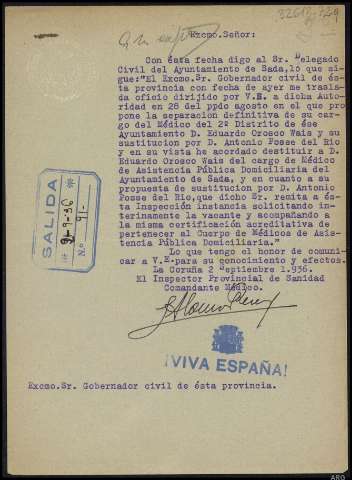 Excmo.Señor:
Con ésta fecha digo al Sr. Delegado
Civil del Ayuntamiento de Sada,lo que si-
gue:"El Excmo.Sr. Gobernador civil de és-
ta provincia con fecha de ayer me trasla-
da oficio dirijido por V.E. a dicha Auto-
ridad en 28 del ppdo agosto en el que pro
pone la separacion definitiva de su car-
go del Médico del 2º Distrito de ése
Ayuntamiento D. Eduardo Orosco Wais y su
sustitucion por D. Antonio Posse del Rio
y en su vista he acordado destituir a D.
Eduardo Orosco Wais del cargo de Médico
de Asistencia Pública Domiciliaria del
Ayuntamiento de Sada, y en cuanto a su
propuesta de sustitucion por D. Antonio
Posse del Rio,que dicho Sr. remita a és-
ta Inspección instancia solicitando in-
terinamente la vacante y acompañando a
la misma certificación acreditativa de
pertenecer al Cuerpo de Médicos de Asis-
tencia Pública Domiciliaria."
Lo que tengo el honor de comuni-
car a V.E.para su conocimiento y efectos.
La Coruña 2 Septiembre 1.936.
El Inspector Provincial de Sanidad
Comandante Médico.
SALIDA
9-9-36
N.º 91-
¡VIVA ESPAÑA!
Excmo.Sr. Gobernador civil de ésta provincia.
ARG